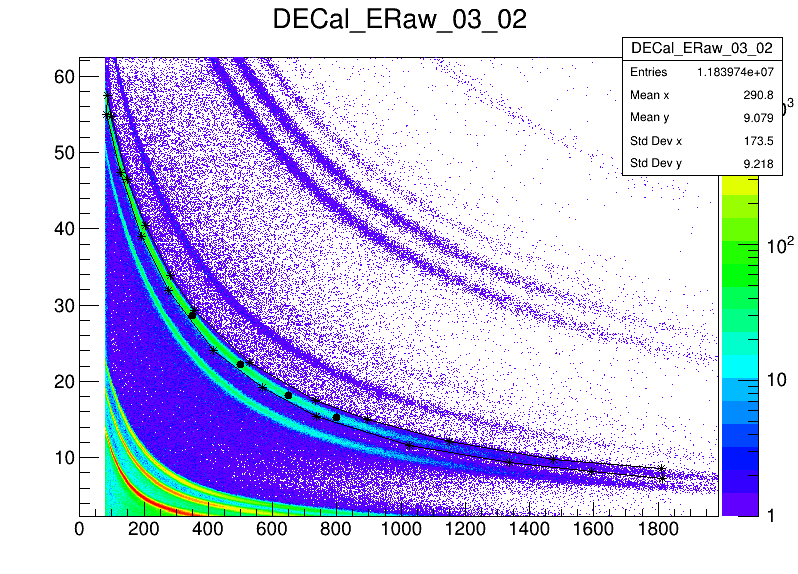 DECal_ERaw_03_02
DECal_ERaw_03_02
Entries 1.183974e+07
Mean x 290.8
Mean y 9.079
Std Dev x 173.5
Std Dev y 9.218
60
50
40
30
20
10
0 200 400 600 800 1000 1200 1400 1600 1800
10²
10
1